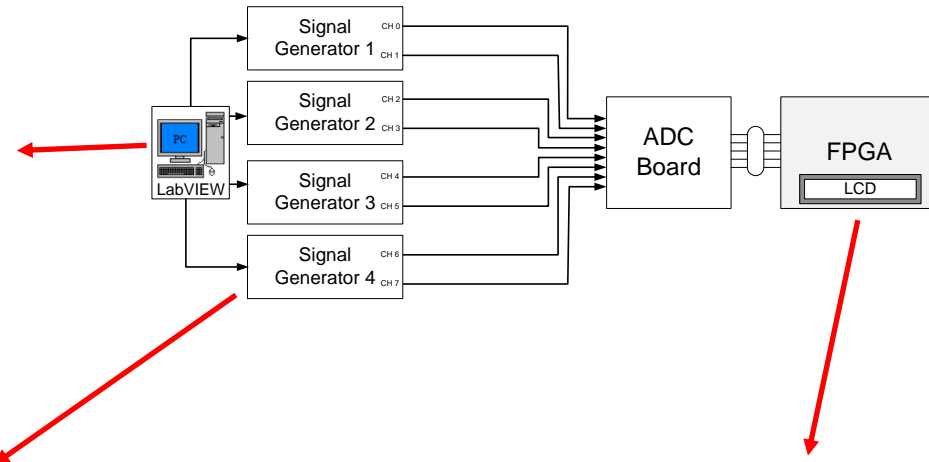 Signal
Generator 1
CH 0
CH 1
Signal
Generator 2
CH 2
CH 3
PC
LabVIEW
Signal
Generator 3
CH 4
CH 5
Signal
Generator 4
CH 6
CH 7
ADC
Board
FPGA
LCD